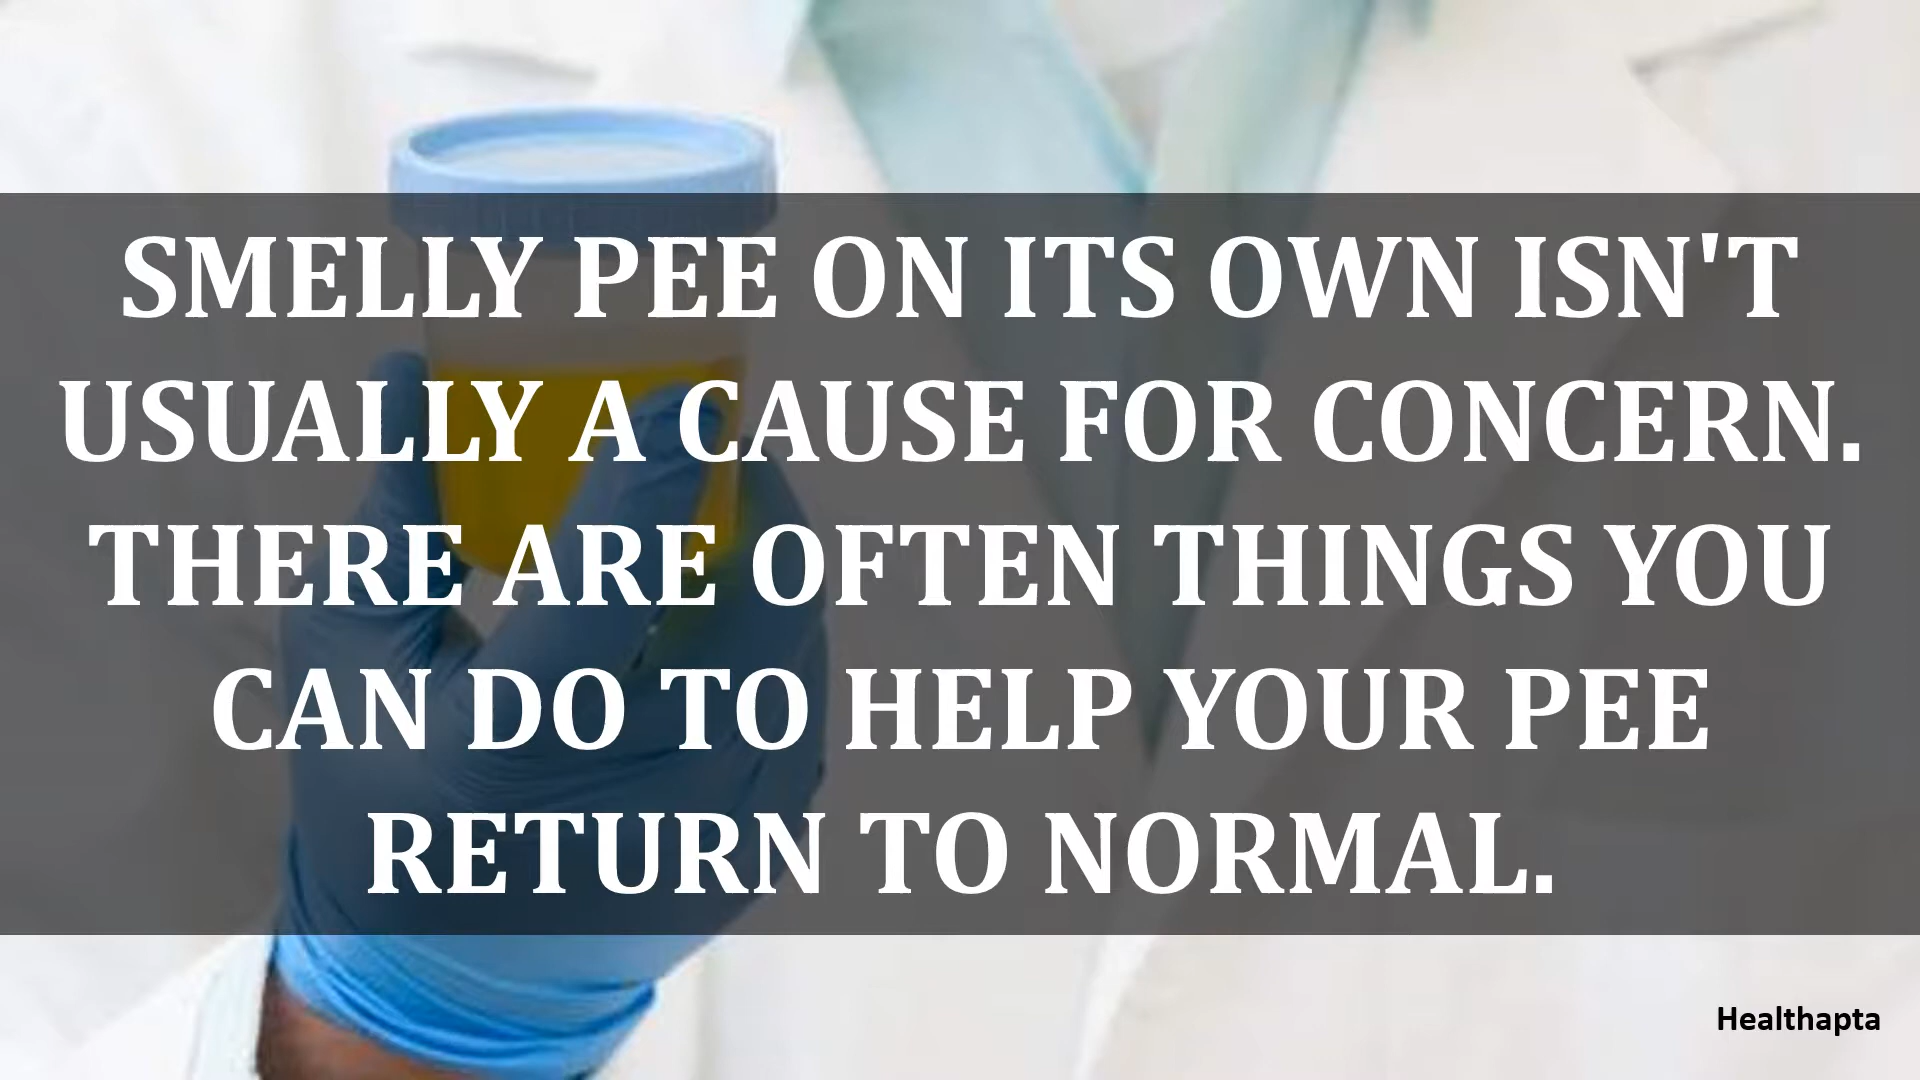 SMELLY PEE ON ITS OWN ISN'T
USUALLY A CAUSE FOR CONCERN.
THERE ARE OFTEN THINGS YOU
CAN DO TO HELP YOUR PEE
RETURN TO NORMAL.
Healthapta